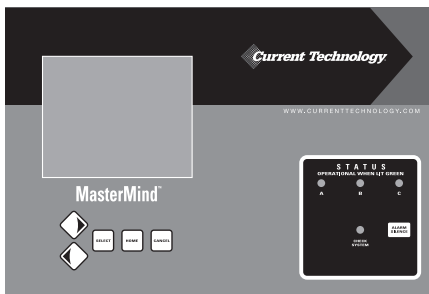 Current Technology
WWW.CURRENTTECHNOLOGY.COM
MasterMind™
SELECT
HOME
CANCEL
STATUS
OPERATIONAL WHEN LIT GREEN
A B C
CHECK
SYSTEM
ALARM
SILENCE